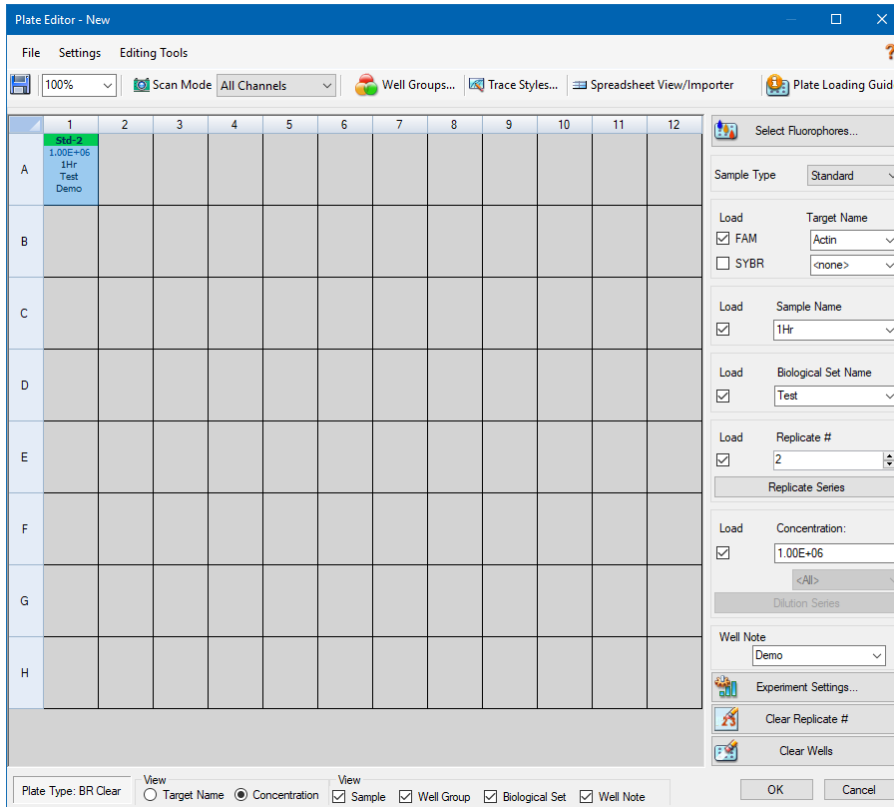 Plate Editor - New
File Settings Editing Tools
100% Scan Mode All Channels Well Groups... Trace Styles... Spreadsheet View/Importer Plate Loading Guid
1 2 3 4 5 6 7 8 9 10 11 12
A
Std-2
1.00E+06
1Hr
Test
Demo
B
C
D
E
F
G
H
Select Fluorophores...
Sample Type Standard
Load Target Name
FAM Actin
SYBR <none>
Load Sample Name
1Hr
Load Biological Set Name
Test
Load Replicate #
2
Replicate Series
Load Concentration:
1.00E+06
<All>
Dilution Series
Well Note
Demo
Experiment Settings...
Clear Replicate #
Clear Wells
Plate Type: BR Clear
View
Target Name Concentration
View
Sample Well Group Biological Set Well Note
OK Cancel